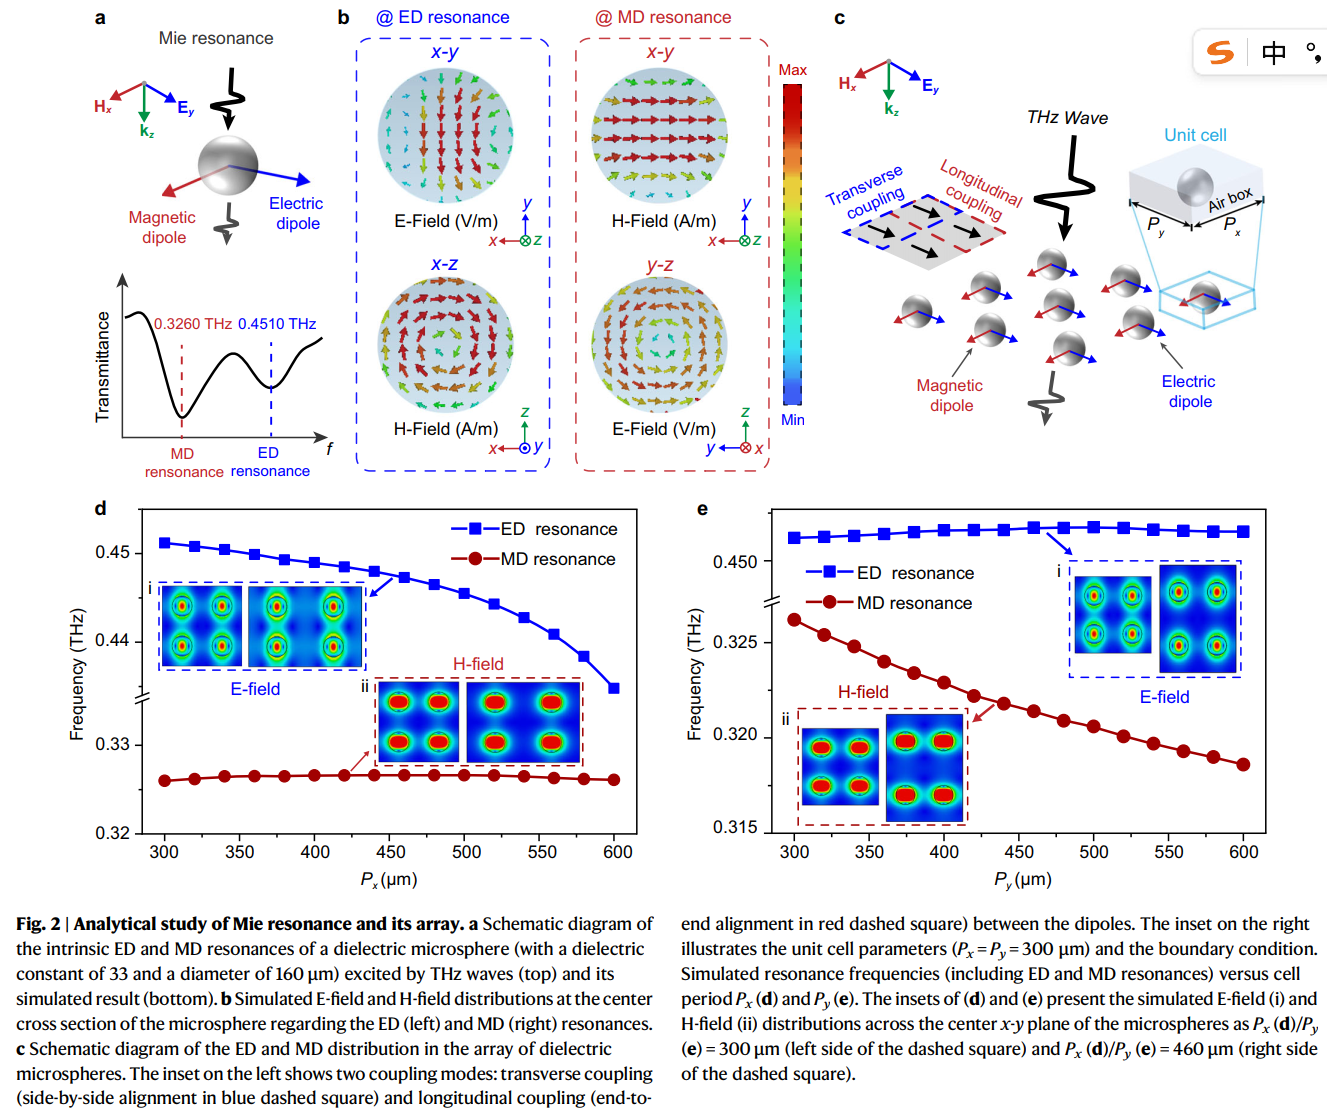 a
Mie resonance
Hx
Ey
kz
Magnetic
dipole
Electric
dipole
Transmittance
0.3260 THz
0.4510 THz
MD
rensonance
ED
rensonance
f
b
@ ED resonance
@ MD resonance
x-y
x-y
E-Field (V/m)
H-Field (A/m)
y
x
z
y
x
z
x-z
y-z
H-Field (A/m)
E-Field (V/m)
z
x
y
z
y
x
Max
Min
c
Hx
Ey
kz
THz Wave
Unit cell
Air box
Py
Px
Transverse
coupling
Longitudinal
coupling
Magnetic
dipole
Electric
dipole
S 中 °,
d
ED resonance
MD resonance
i
E-field
H-field
ii
Frequency (THz)
0.45
0.44
0.33
0.32
300 350 400 450 500 550 600
Px (μm)
e
ED resonance
MD resonance
i
E-field
H-field
ii
Frequency (THz)
0.450
0.325
0.320
0.315
300 350 400 450 500 550 600
Py (μm)
Fig. 2 | Analytical study of Mie resonance and its array. a Schematic diagram of
the intrinsic ED and MD resonances of a dielectric microsphere (with a dielectric
constant of 33 and a diameter of 160 μm) excited by THz waves (top) and its
simulated result (bottom). b Simulated E-field and H-field distributions at the center
cross section of the microsphere regarding the ED (left) and MD (right) resonances.
c Schematic diagram of the ED and MD distribution in the array of dielectric
microspheres. The inset on the left shows two coupling modes: transverse coupling
(side-by-side alignment in blue dashed square) and longitudinal coupling (end-to-
end alignment in red dashed square) between the dipoles. The inset on the right
illustrates the unit cell parameters (Px = Py = 300 μm) and the boundary condition.
Simulated resonance frequencies (including ED and MD resonances) versus cell
period Px (d) and Py (e). The insets of (d) and (e) present the simulated E-field (i) and
H-field (ii) distributions across the center x-y plane of the microspheres as Px (d)/Py
(e) = 300 μm (left side of the dashed square) and Px (d)/Py (e) = 460 μm (right side
of the dashed square).